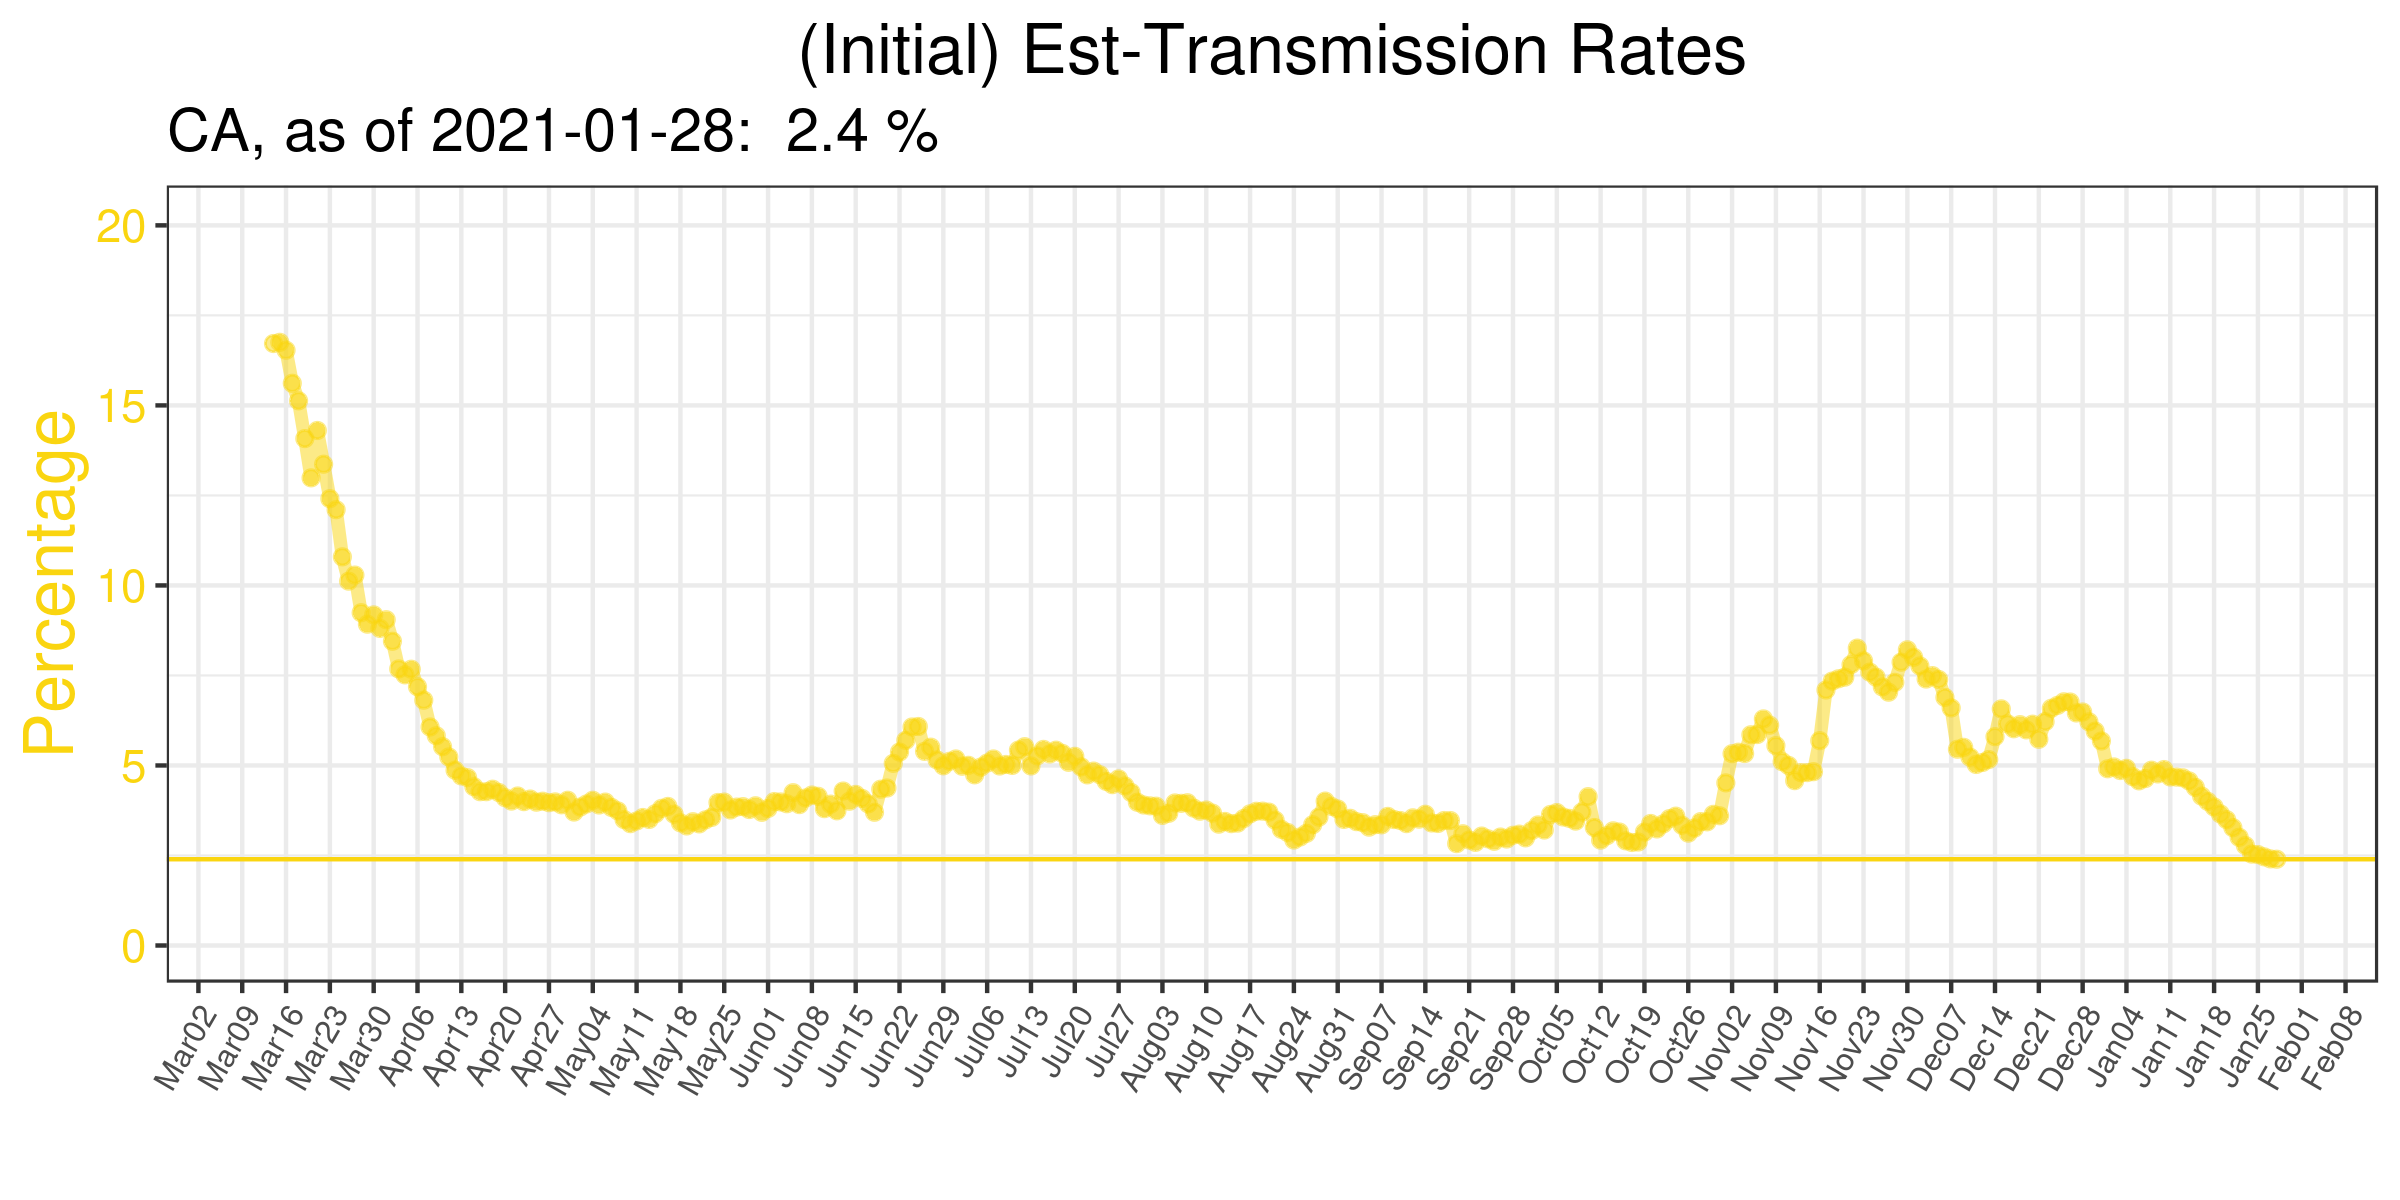 (Initial) Est-Transmission Rates
CA, as of 2021-01-28:  2.4 %
Percentage
20
15
10
5
0
Mar02 Mar09 Mar16 Mar23 Mar30 Apr06 Apr13 Apr20 Apr27 May04 May11 May18 May25 Jun01 Jun08 Jun15 Jun22 Jun29 Jul06 Jul13 Jul20 Jul27 Aug03 Aug10 Aug17 Aug24 Aug31 Sep07 Sep14 Sep21 Sep28 Oct05 Oct12 Oct19 Oct26 Nov02 Nov09 Nov16 Nov23 Nov30 Dec07 Dec14 Dec21 Dec28 Jan04 Jan11 Jan18 Jan25 Feb01 Feb08